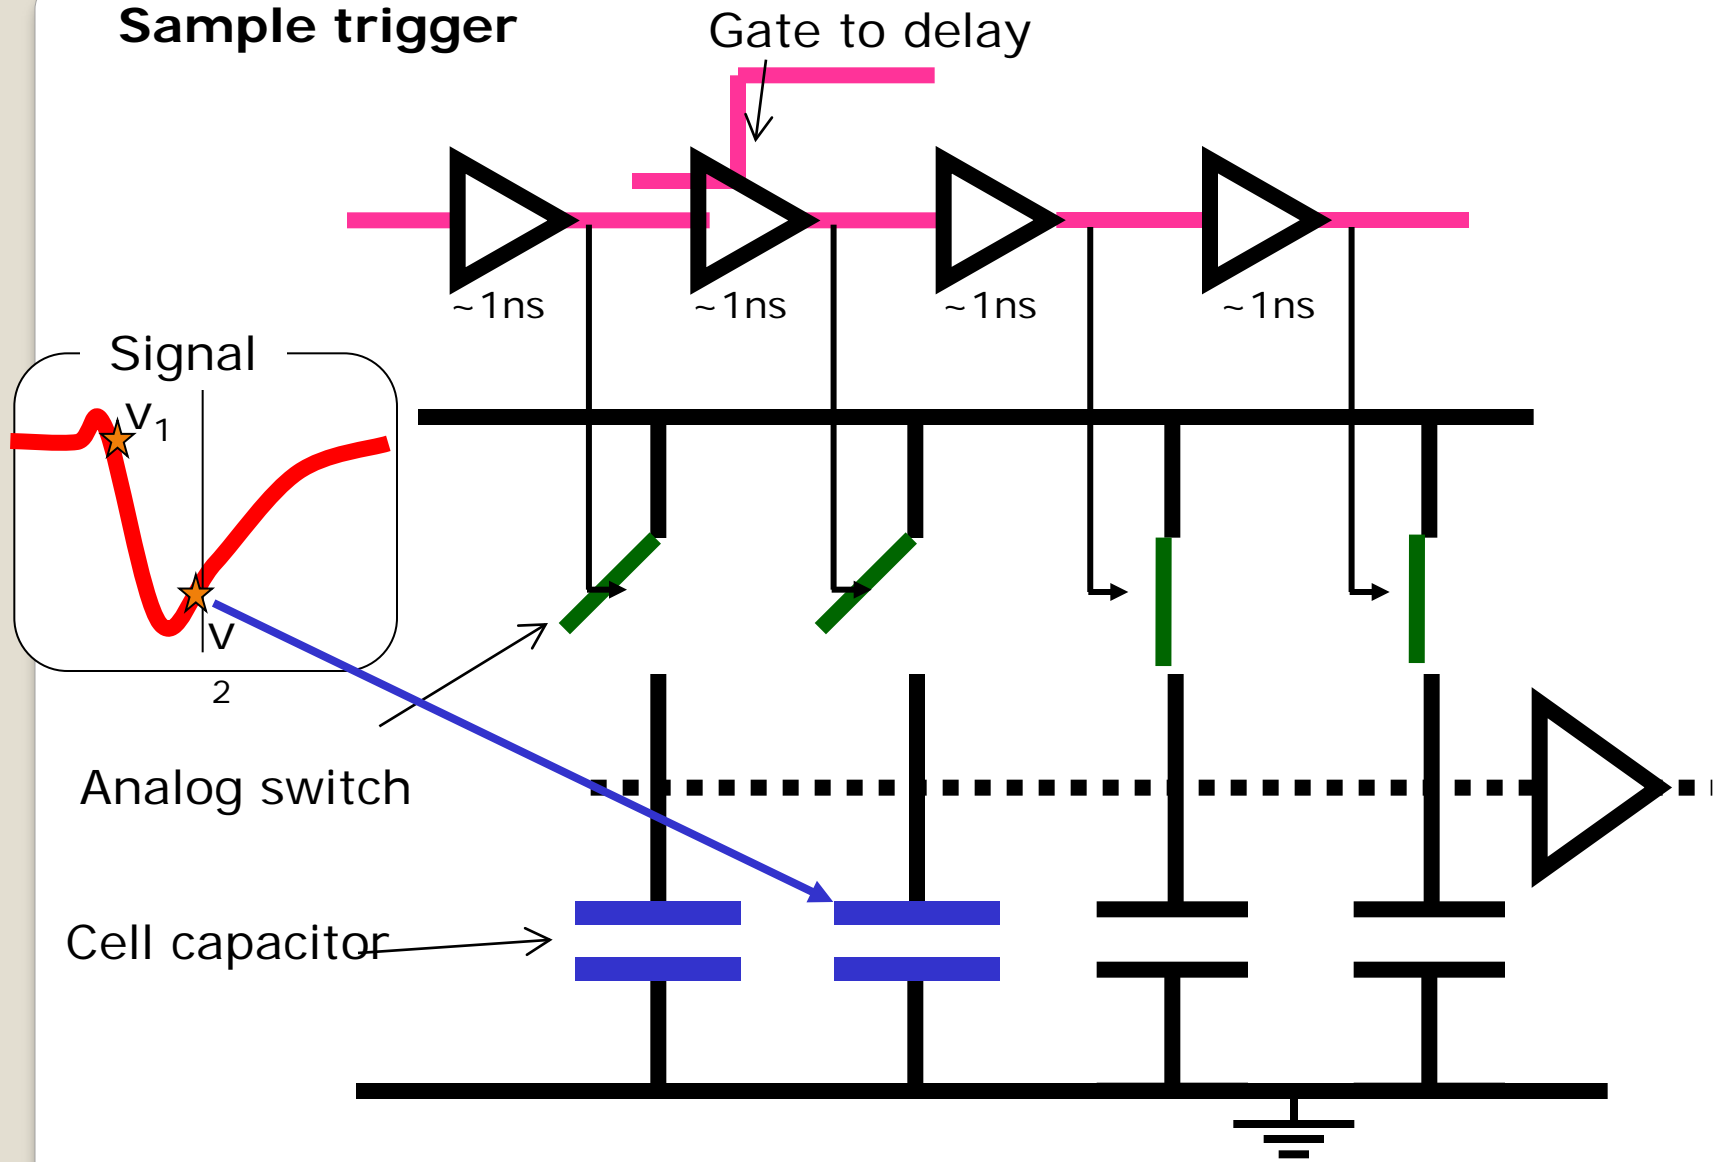 Sample trigger
Gate to delay
~1ns
~1ns
~1ns
~1ns
Signal
V1
V
2
Analog switch
Cell capacitor